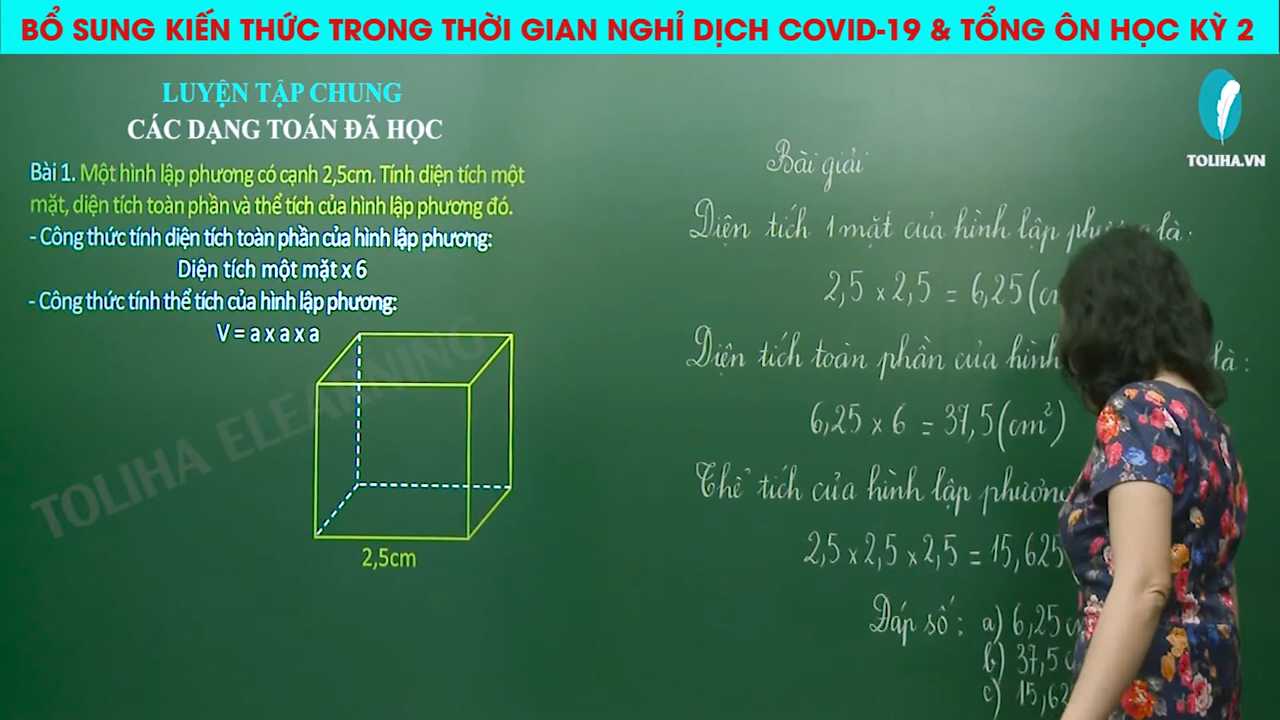 BỔ SUNG KIẾN THỨC TRONG THỜI GIAN NGHỈ DỊCH COVID-19 & TỔNG ÔN HỌC KỲ 2
LUYỆN TẬP CHUNG
CÁC DẠNG TOÁN ĐÃ HỌC
Bài 1. Một hình lập phương có cạnh 2,5cm. Tính diện tích một
mặt, diện tích toàn phần và thể tích của hình lập phương đó.
- Công thức tính diện tích toàn phần của hình lập phương:
Diện tích một mặt x 6
- Công thức tính thể tích của hình lập phương:
V = a x a x a
2,5cm
TOLIHA ELEARNING
TOLIHA.VN
Bài giải
Diện tích 1 mặt của hình lập phương là:
2,5 x 2,5 = 6,25 (cm
Diện tích toàn phần của hình là:
6,25 x 6 = 37,5 (cm²)
Thể tích của hình lập phương
2,5 x 2,5 x 2,5 = 15,625
Đáp số: a) 6,25 c
b) 37,5 c
c) 15,62